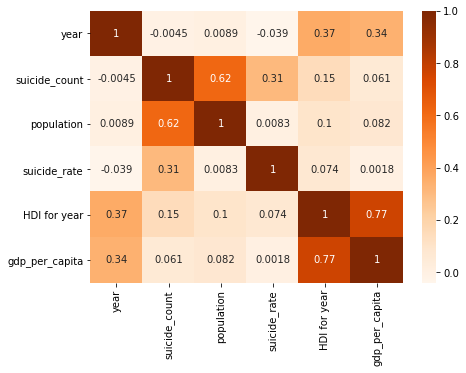 year 1 -0.0045 0.0089 -0.039 0.37 0.34
suicide_count -0.0045 1 0.62 0.31 0.15 0.061
population 0.0089 0.62 1 0.0083 0.1 0.082
suicide_rate -0.039 0.31 0.0083 1 0.074 0.0018
HDI for year 0.37 0.15 0.1 0.074 1 0.77
gdp_per_capita 0.34 0.061 0.082 0.0018 0.77 1
year suicide_count population suicide_rate HDI for year gdp_per_capita
1.0
0.8
0.6
0.4
0.2
0.0